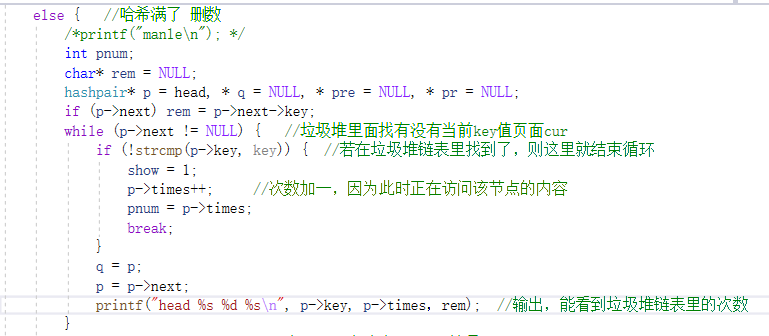 else {   //哈希满了 删数
/*printf("manle\n"); */
int pnum;
char* rem = NULL;
hashpair* p = head, * q = NULL, * pre = NULL, * pr = NULL;
if (p->next) rem = p->next->key;
while (p->next != NULL) {   //垃圾堆里面找有没有当前key值页面cur
if (!strcmp(p->key, key)) {  //若在垃圾堆链表里找到了，则这里就结束循环
show = 1;
p->times++;     //次数加一，因为此时正在访问该节点的内容
pnum = p->times;
break;
}
q = p;
p = p->next;
printf("head %s %d %s\n", p->key, p->times, rem);  //输出，能看到垃圾堆链表里的次数
}